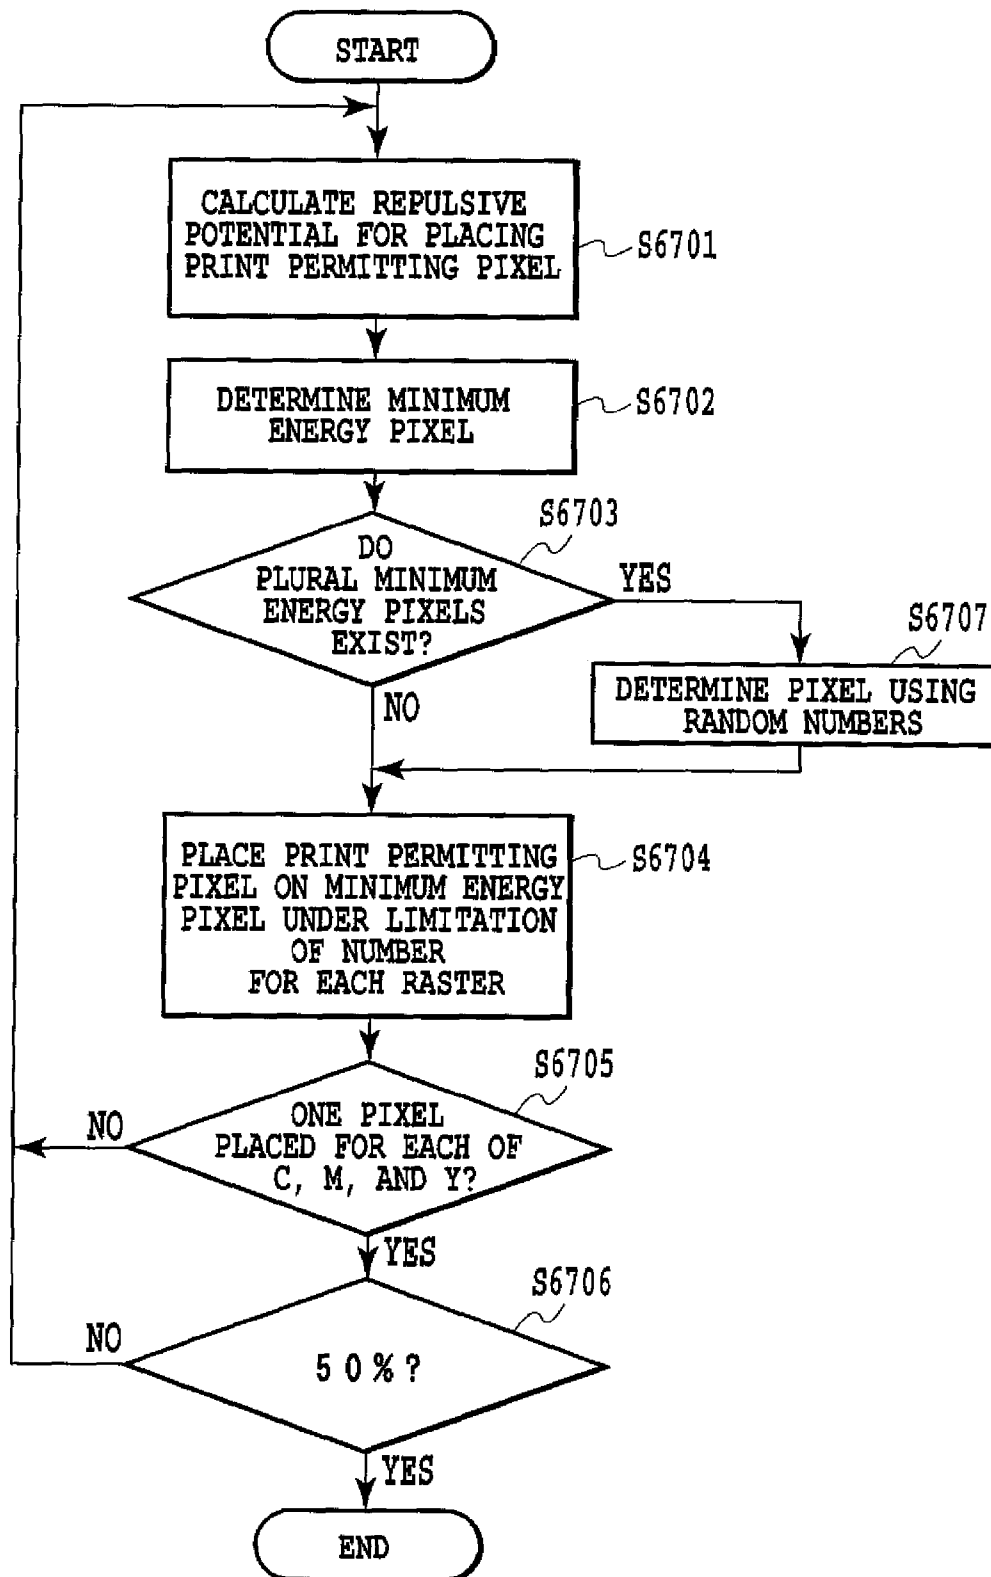 START
CALCULATE REPULSIVE
POTENTIAL FOR PLACING
PRINT PERMITTING PIXEL
S6701
DETERMINE MINIMUM
ENERGY PIXEL
S6702
S6703
DO
PLURAL MINIMUM
ENERGY PIXELS
EXIST?
YES
S6707
DETERMINE PIXEL USING
RANDOM NUMBERS
NO
PLACE PRINT PERMITTING
PIXEL ON MINIMUM ENERGY
PIXEL UNDER LIMITATION
OF NUMBER
FOR EACH RASTER
S6704
S6705
NO
ONE PIXEL
PLACED FOR EACH OF
C, M, AND Y?
YES
S6706
NO
50%?
YES
END